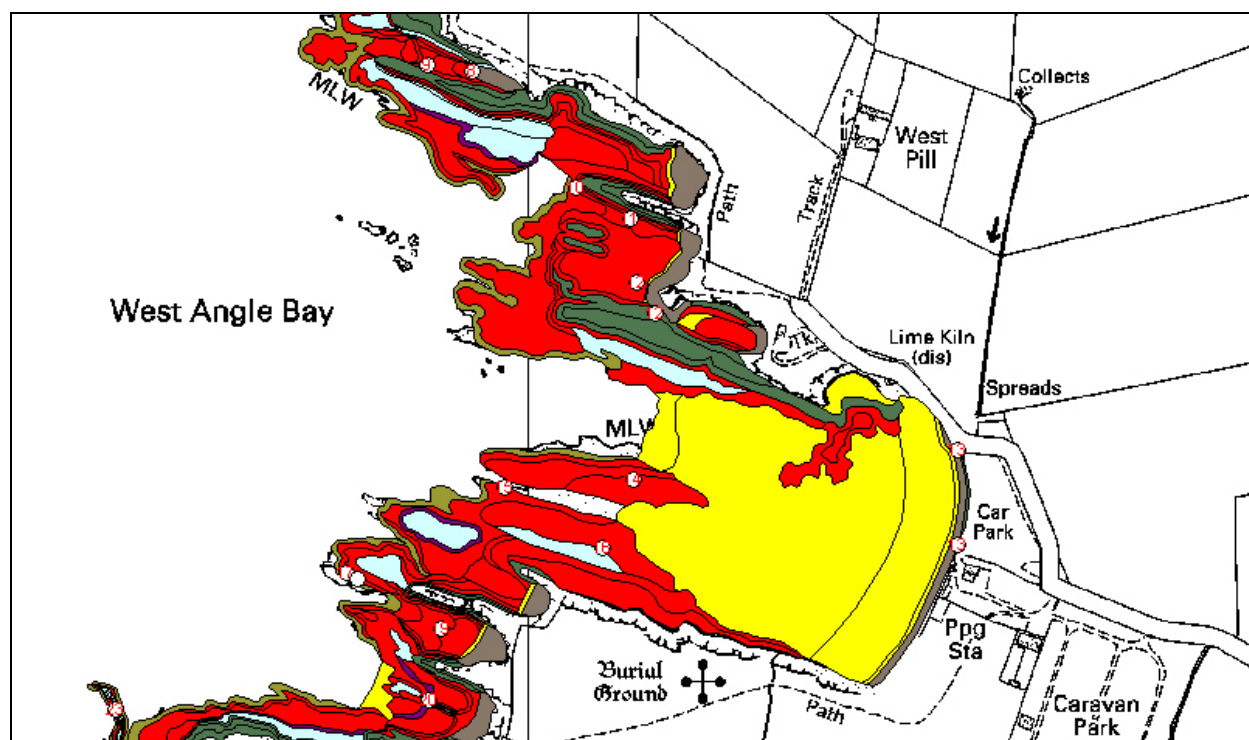 MLW
Collects
West
Pill
Path
Track
West Angle Bay
Lime Kiln
(dis)
Spreads
MLW
Car
Park
Ppg
Sta
Burial
Ground
Path
Caravan
Park